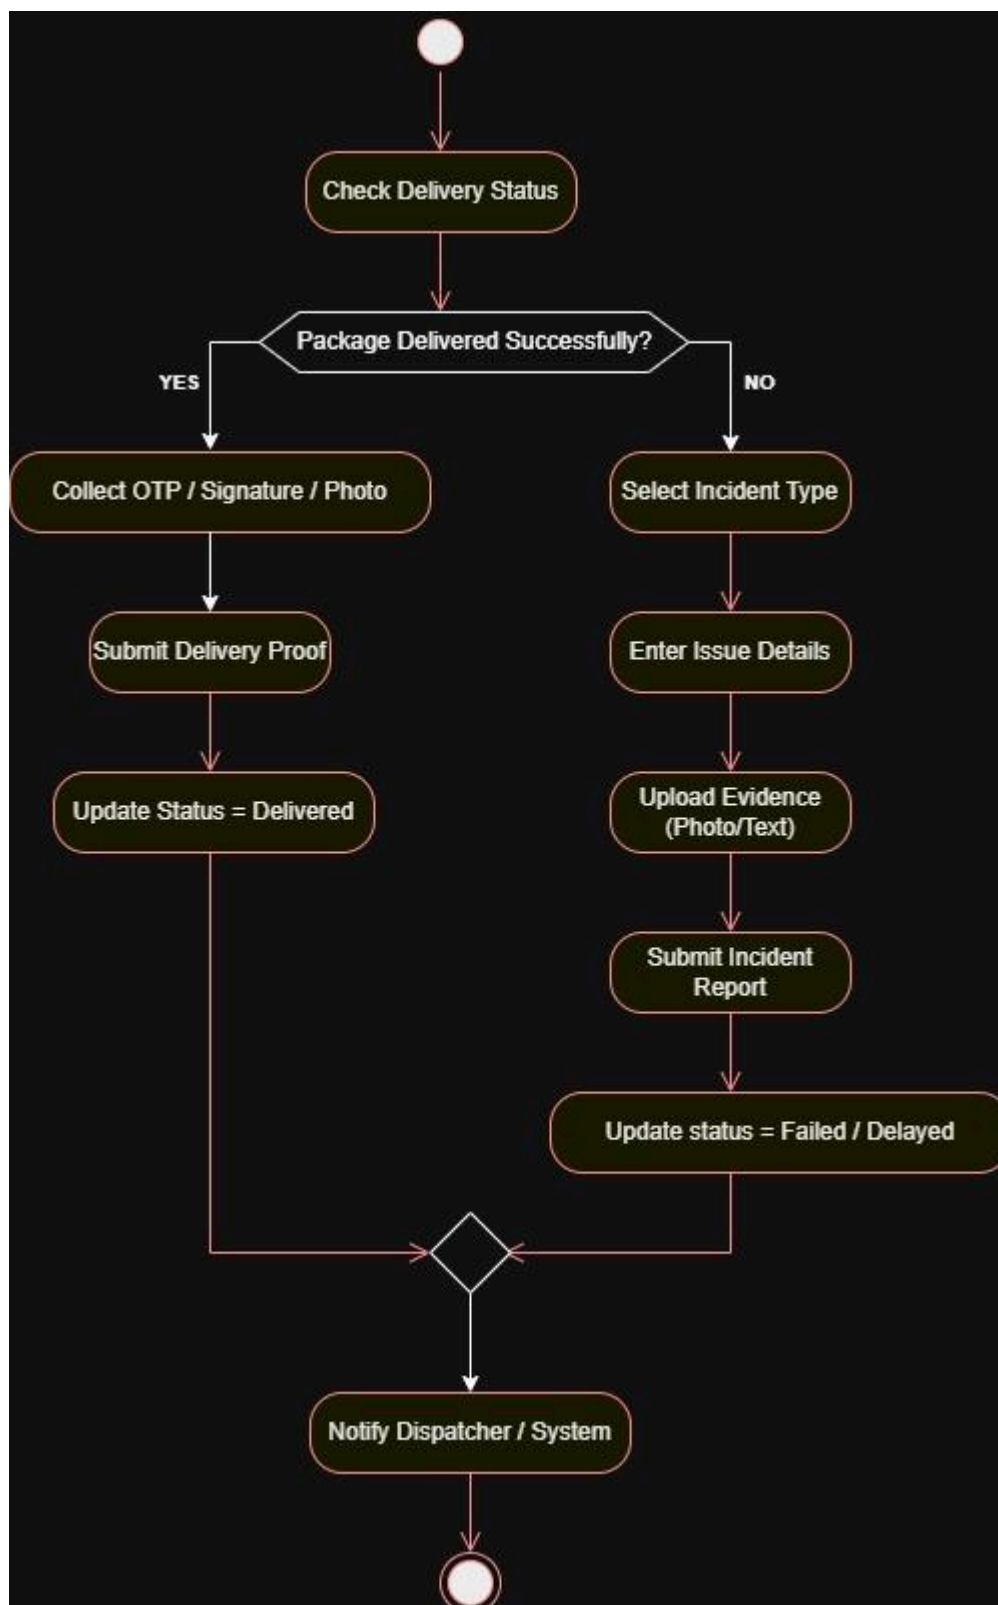 Check Delivery Status
Package Delivered Successfully?
YES
NO
Collect OTP / Signature / Photo
Select Incident Type
Submit Delivery Proof
Enter Issue Details
Update Status = Delivered
Upload Evidence
(Photo/Text)
Submit Incident
Report
Update status = Failed / Delayed
Notify Dispatcher / System